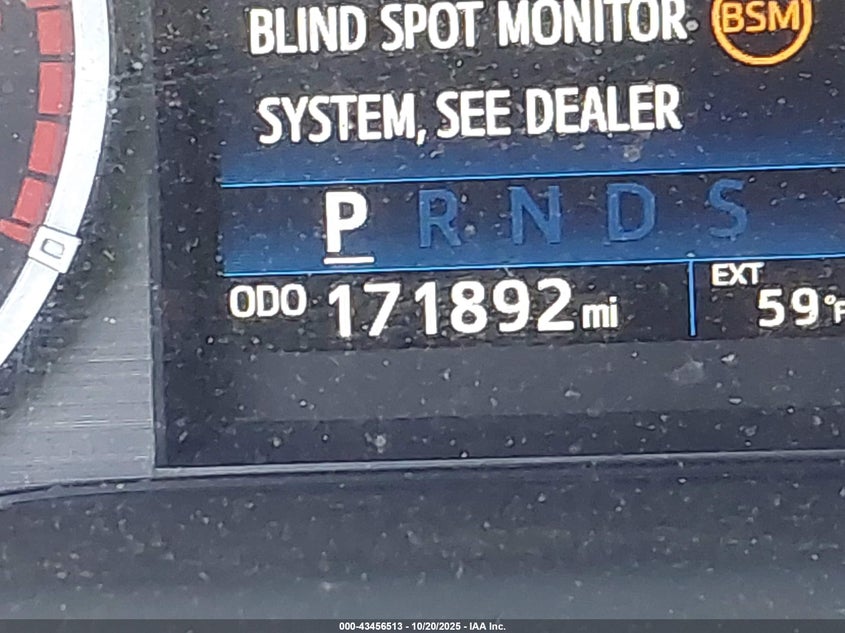 BLIND SPOT MONITOR BSM
SYSTEM, SEE DEALER
P R N D S
ODO 171892 mi
EXT
59°F
000-43456513 - 10/20/2025 - IAA Inc.